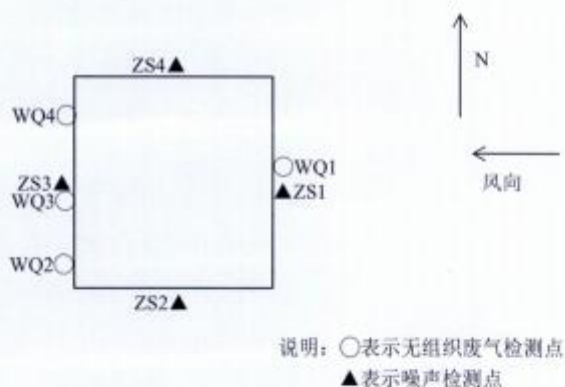 ZS4▲
N
WQ4○
○WQ1
ZS3▲
▲ZS1
WQ3○
风向
WQ2○
ZS2▲
说明：○表示无组织废气检测点
▲表示噪声检测点